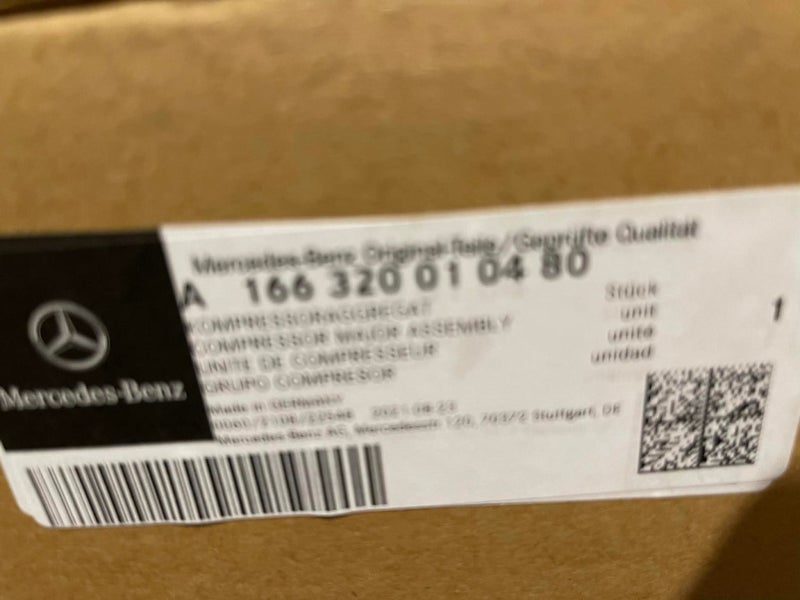 Mercedes-Benz Original-Teile/Geprüfte Qualität
A 166 320 01 04 80
KOMPRESSORAGGREGAT
COMPRESSOR MAJOR ASSEMBLY
UNITE DE COMPRESSEUR
GRUPO COMPRESOR
Stück
unit
unité
unidad
1
Made in Germany
2021.08.23
Mercedes-Benz AG, Mercedesstr. 120, 70372 Stuttgart, DE
Mercedes-Benz